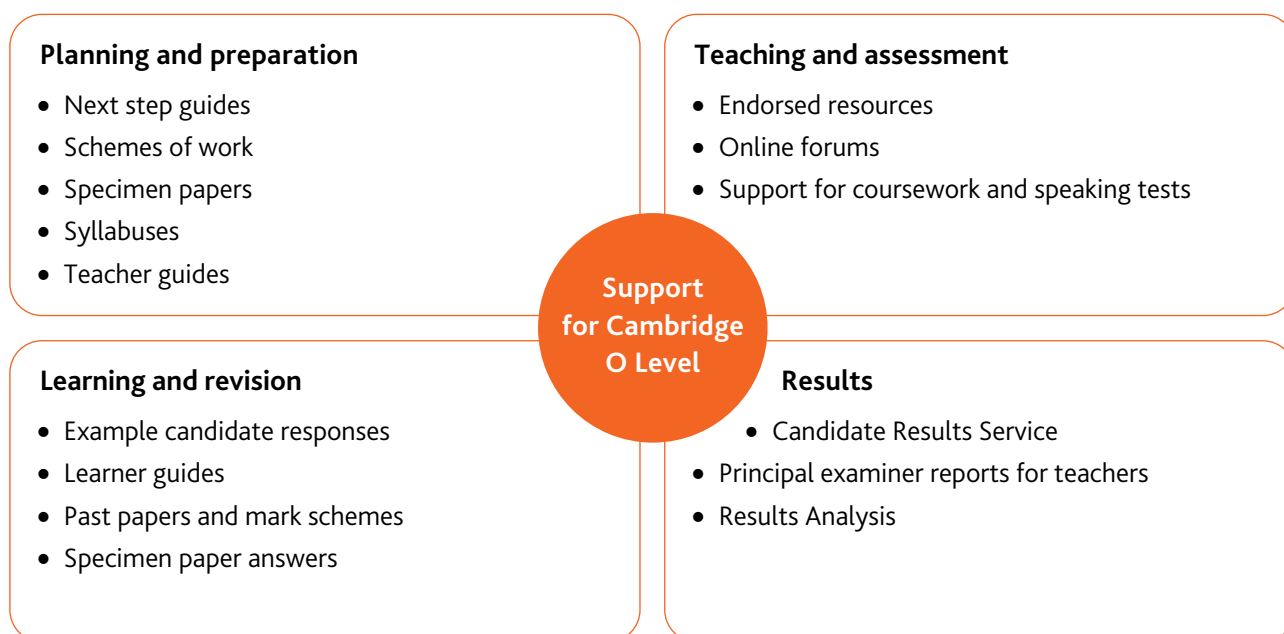 Planning and preparation
• Next step guides
• Schemes of work
• Specimen papers
• Syllabuses
• Teacher guides
Teaching and assessment
• Endorsed resources
• Online forums
• Support for coursework and speaking tests
Support
for Cambridge
O Level
Learning and revision
• Example candidate responses
• Learner guides
• Past papers and mark schemes
• Specimen paper answers
Results
• Candidate Results Service
• Principal examiner reports for teachers
• Results Analysis